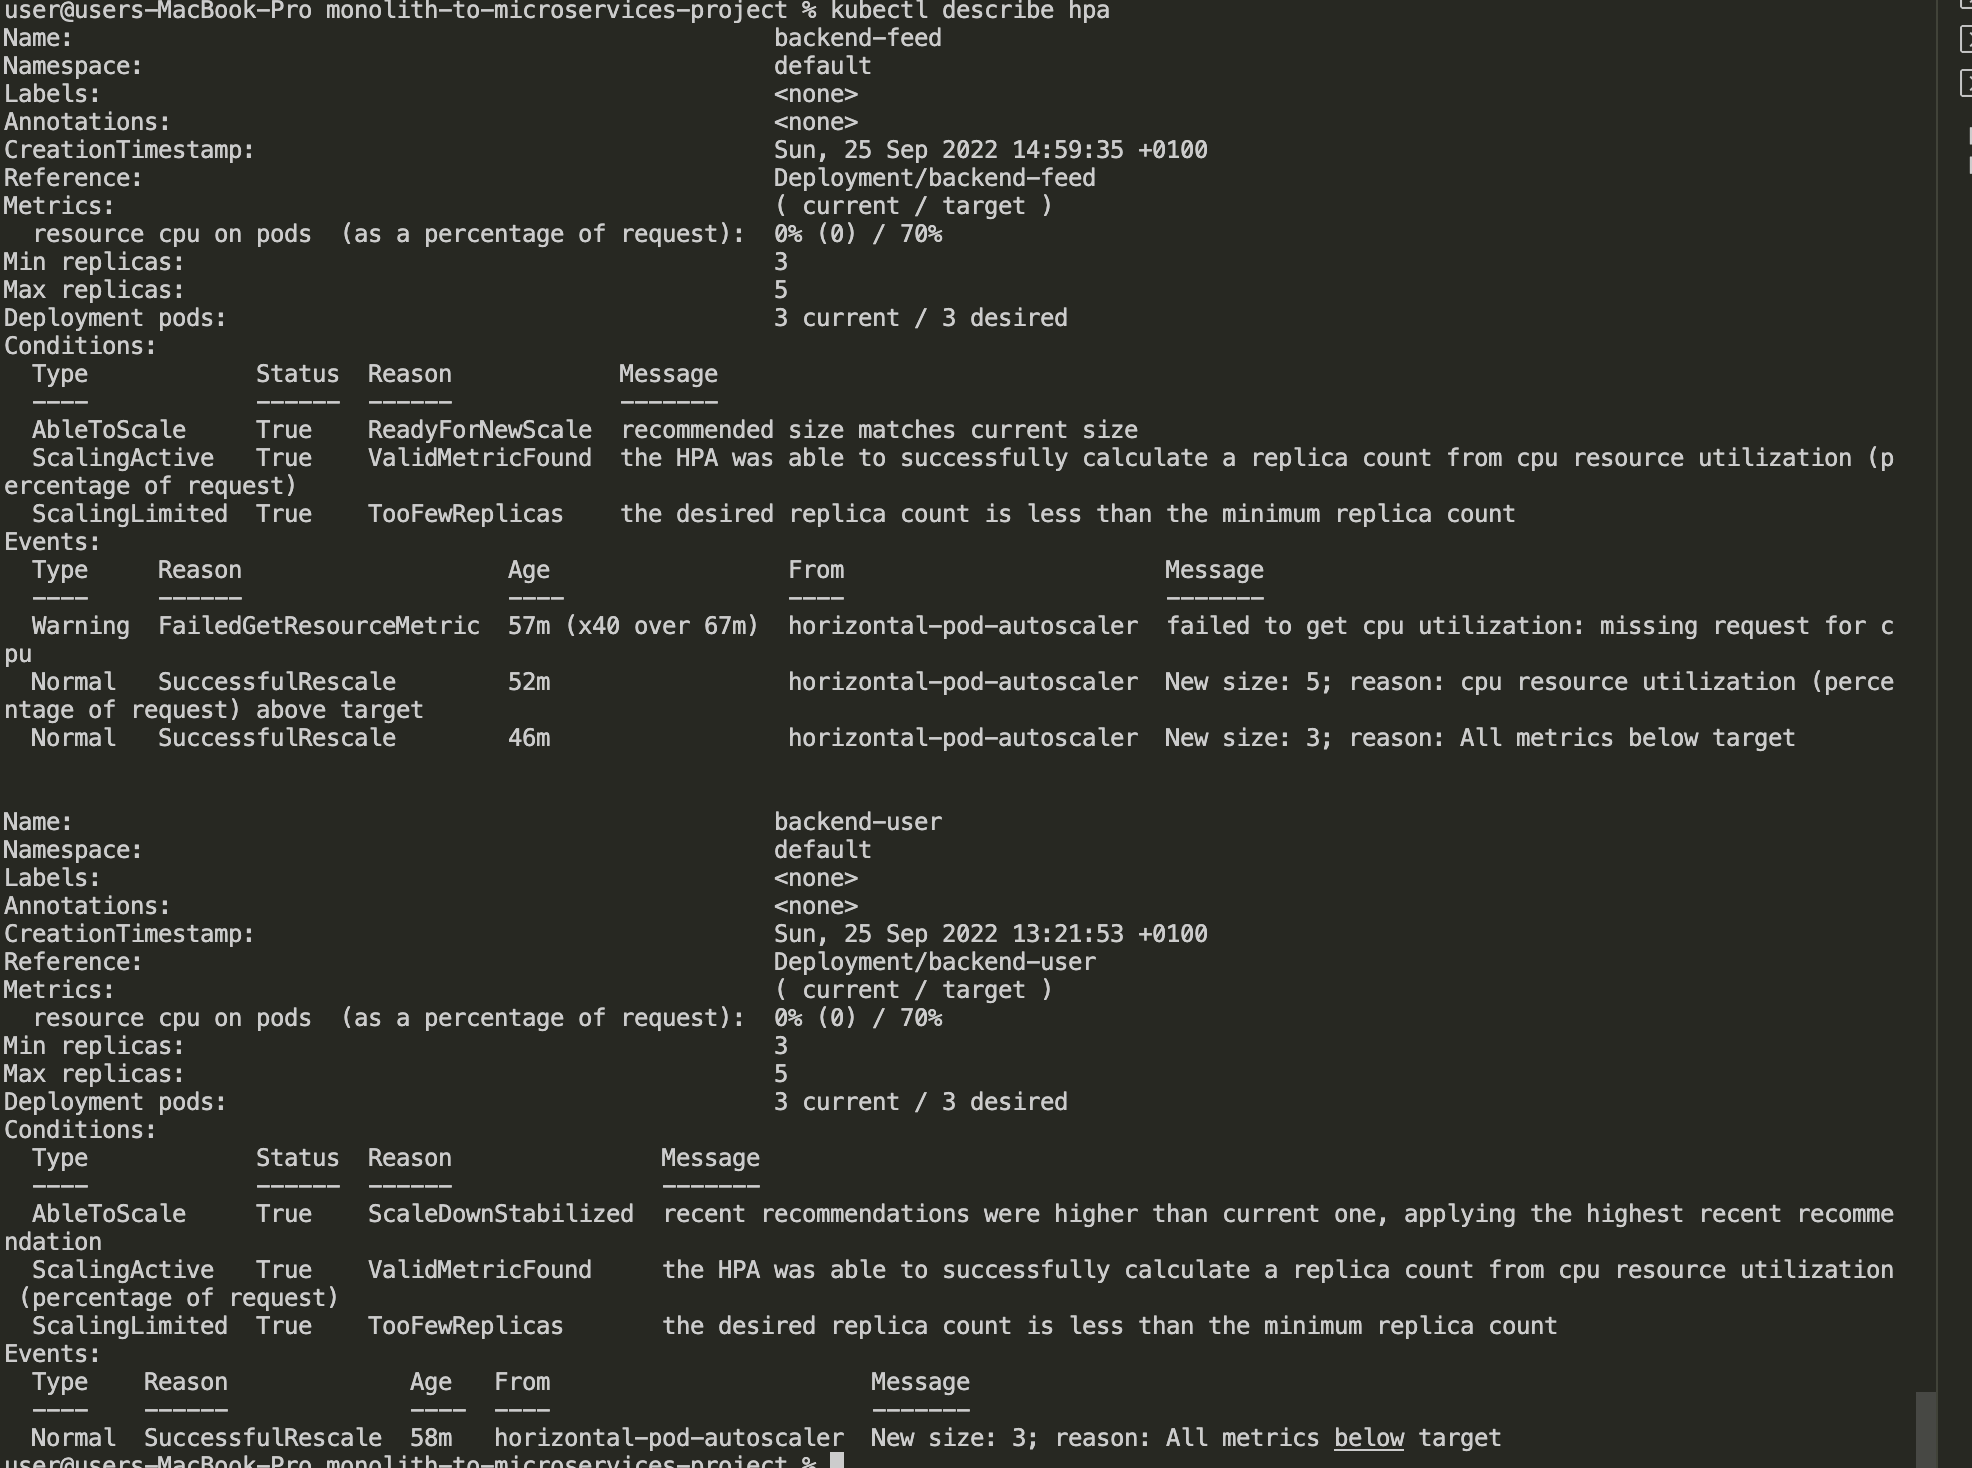 user@users-MacBook-Pro monolith-to-microservices-project % kubectl describe hpa
Name:                                                  backend-feed
Namespace:                                             default
Labels:                                                <none>
Annotations:                                           <none>
CreationTimestamp:                                     Sun, 25 Sep 2022 14:59:35 +0100
Reference:                                             Deployment/backend-feed
Metrics:                                               ( current / target )
  resource cpu on pods  (as a percentage of request):  0% (0) / 70%
Min replicas:                                          3
Max replicas:                                          5
Deployment pods:                                       3 current / 3 desired
Conditions:
  Type            Status  Reason            Message
  ----            ------  ------            -------
  AbleToScale     True    ReadyForNewScale  recommended size matches current size
  ScalingActive   True    ValidMetricFound  the HPA was able to successfully calculate a replica count from cpu resource utilization (p
ercentage of request)
  ScalingLimited  True    TooFewReplicas    the desired replica count is less than the minimum replica count
Events:
  Type     Reason                   Age                 From                       Message
  ----     ------                   ----                ----                       -------
  Warning  FailedGetResourceMetric  57m (x40 over 67m)  horizontal-pod-autoscaler  failed to get cpu utilization: missing request for c
pu
  Normal   SuccessfulRescale        52m                 horizontal-pod-autoscaler  New size: 5; reason: cpu resource utilization (perce
ntage of request) above target
  Normal   SuccessfulRescale        46m                 horizontal-pod-autoscaler  New size: 3; reason: All metrics below target
Name:                                                  backend-user
Namespace:                                             default
Labels:                                                <none>
Annotations:                                           <none>
CreationTimestamp:                                     Sun, 25 Sep 2022 13:21:53 +0100
Reference:                                             Deployment/backend-user
Metrics:                                               ( current / target )
  resource cpu on pods  (as a percentage of request):  0% (0) / 70%
Min replicas:                                          3
Max replicas:                                          5
Deployment pods:                                       3 current / 3 desired
Conditions:
  Type            Status  Reason               Message
  ----            ------  ------               -------
  AbleToScale     True    ScaleDownStabilized  recent recommendations were higher than current one, applying the highest recent recomme
ndation
  ScalingActive   True    ValidMetricFound     the HPA was able to successfully calculate a replica count from cpu resource utilization
 (percentage of request)
  ScalingLimited  True    TooFewReplicas       the desired replica count is less than the minimum replica count
Events:
  Type    Reason             Age   From                       Message
  ----    ------             ----  ----                       -------
  Normal  SuccessfulRescale  58m   horizontal-pod-autoscaler  New size: 3; reason: All metrics below target
user@users-MacBook-Pro monolith-to-microservices-project %